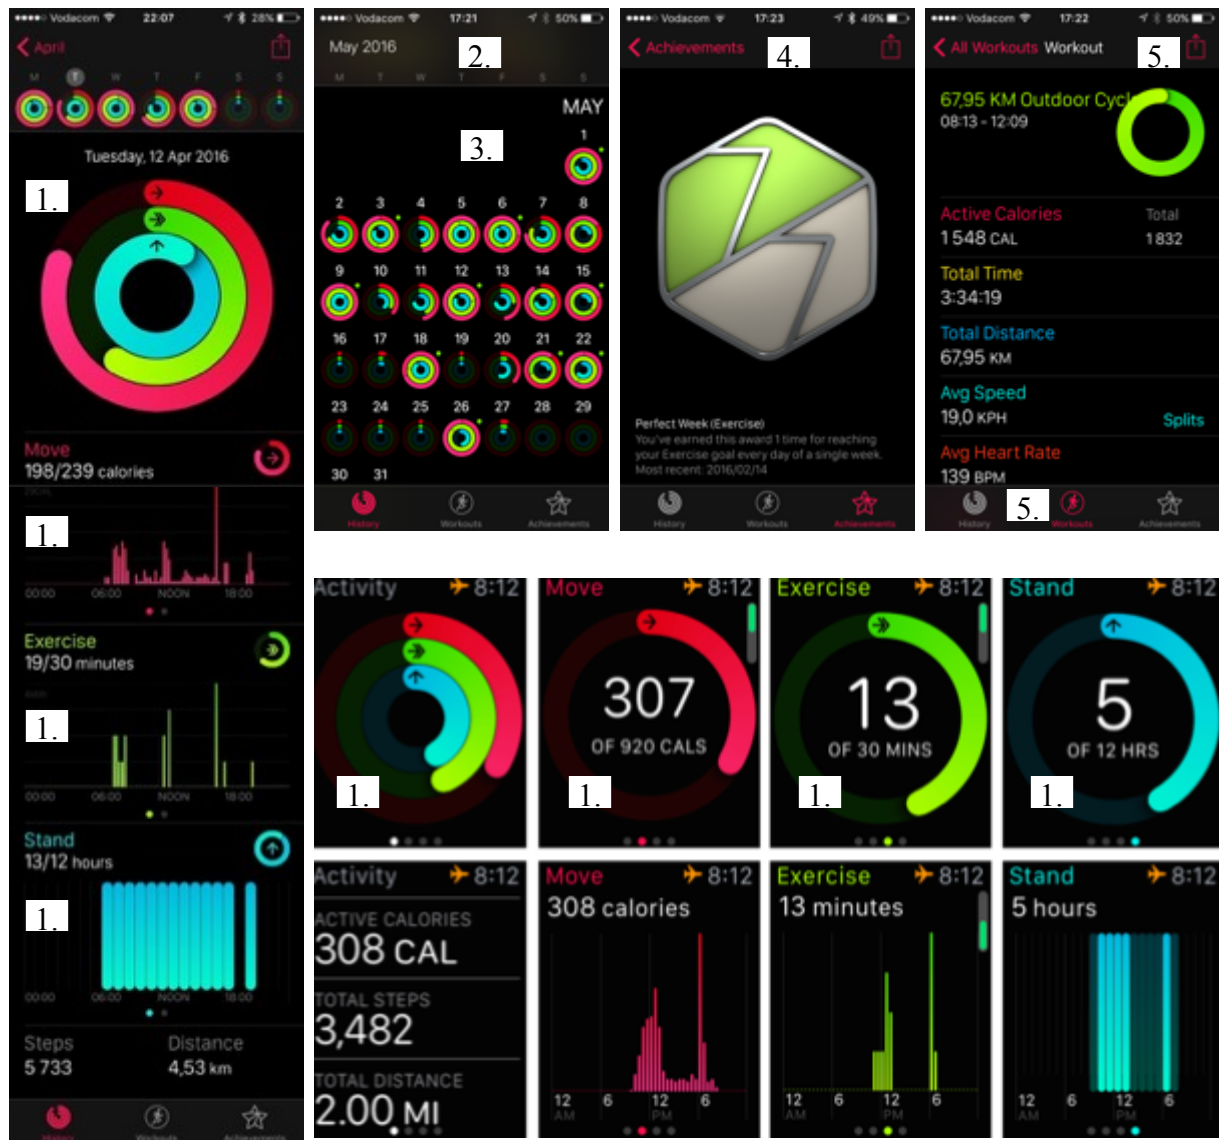 Vodacom 22:07 28%
April
M T W T F S S
Tuesday, 12 Apr 2016
1.
Move
198/239 calories
1.
00:00 06:00 NOON 18:00
Exercise
19/30 minutes
1.
00:00 06:00 NOON 18:00
Stand
13/12 hours
1.
00:00 06:00 NOON 18:00
Steps Distance
5 733 4,53 km
History Workouts Achievements
Vodacom 17:21 50%
May 2016 2.
M T W T F S S
MAY
3. 1
2 3 4 5 6 7 8
9 10 11 12 13 14 15
16 17 18 19 20 21 22
23 24 25 26 27 28 29
30 31
History Workouts Achievements
Vodacom 17:23 49%
Achievements 4.
Perfect Week (Exercise)
You've earned this award 1 time for reaching
your Exercise goal every day of a single week.
Most recent: 2016/02/14
History Workouts Achievements
Vodacom 17:22 50%
All Workouts Workout 5.
67,95 KM Outdoor Cycl
08:13 - 12:09
Active Calories Total
1 548 CAL 1 832
Total Time
3:34:19
Total Distance
67,95 KM
Avg Speed
19,0 KPH Splits
Avg Heart Rate
139 BPM
5.
History Workouts Achievements
Activity 8:12
1.
Move 8:12
307
OF 920 CALS
1.
Exercise 8:12
13
OF 30 MINS
1.
Stand 8:12
5
OF 12 HRS
1.
Activity 8:12
ACTIVE CALORIES
308 CAL
TOTAL STEPS
3,482
TOTAL DISTANCE
2.00 MI
Move 8:12
308 calories
12 6 12 6
AM PM
Exercise 8:12
13 minutes
12 6 12 6
AM PM
Stand 8:12
5 hours
12 6 12 6
AM PM